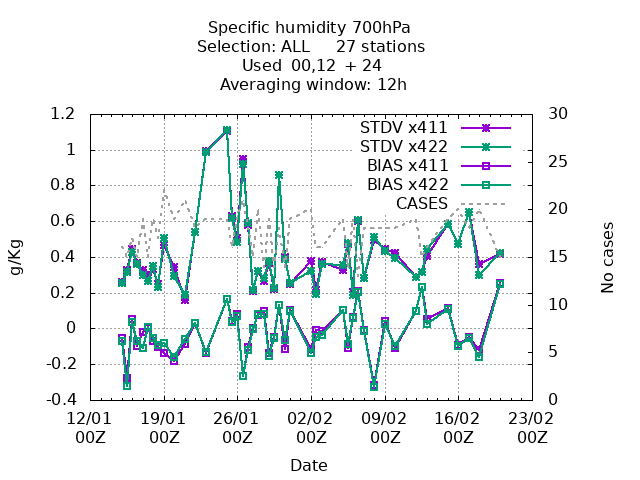 Specific humidity 700hPa
Selection: ALL 27 stations
Used 00,12 + 24
Averaging window: 12h
STDV x411
STDV x422
BIAS x411
BIAS x422
CASES
1.2
1
0.8
0.6
0.4
0.2
0
-0.2
-0.4
g/Kg
30
25
20
15
10
5
0
No cases
12/01 19/01 26/01 02/02 09/02 16/02 23/02
00Z 00Z 00Z 00Z 00Z 00Z 00Z
Date